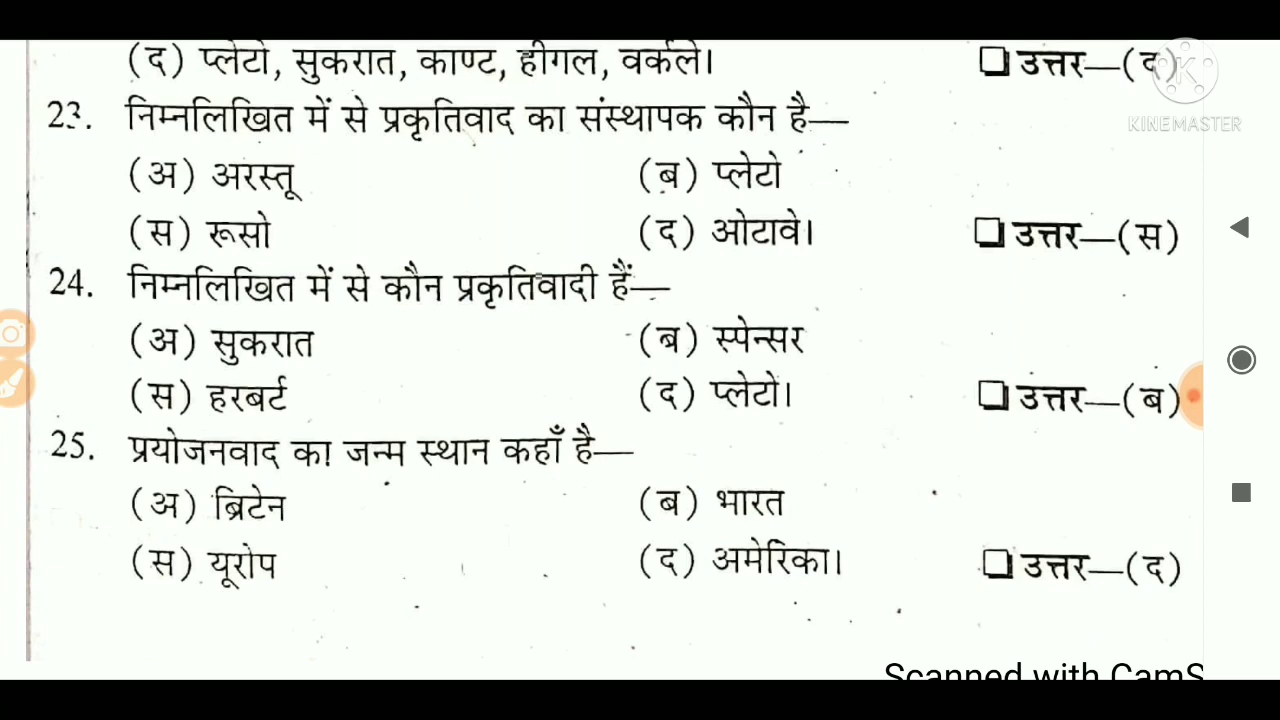 (द) प्लेटो, सुकरात, काण्ट, हीगल, वर्कले। उत्तर—(द)
KINEMASTER
23. निम्नलिखित में से प्रकृतिवाद का संस्थापक कौन है—
(अ) अरस्तू (ब) प्लेटो
(स) रूसो (द) ओटावे। उत्तर—(स)
24. निम्नलिखित में से कौन प्रकृतिवादी हैं—
(अ) सुकरात (ब) स्पेन्सर
(स) हरबर्ट (द) प्लेटो। उत्तर—(ब)
25. प्रयोजनवाद का जन्म स्थान कहाँ है—
(अ) ब्रिटेन (ब) भारत
(स) यूरोप (द) अमेरिका। उत्तर—(द)
Scanned with CamS